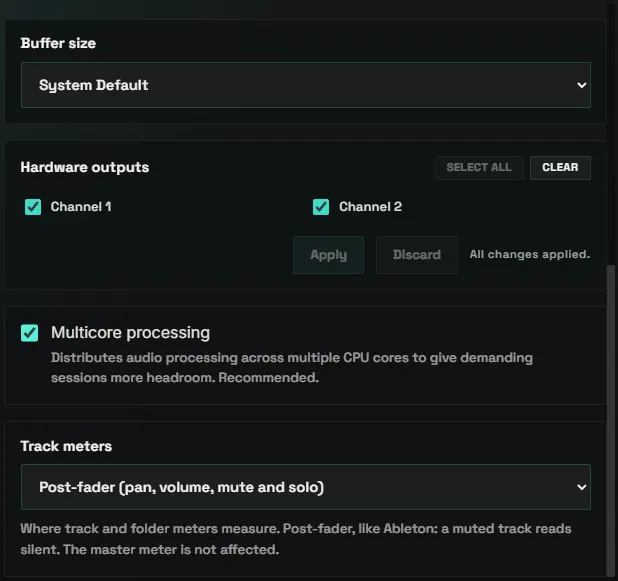 Buffer size
System Default
Hardware outputs
SELECT ALL
CLEAR
Channel 1
Channel 2
Apply
Discard
All changes applied.
Multicore processing
Distributes audio processing across multiple CPU cores to give demanding
sessions more headroom. Recommended.
Track meters
Post-fader (pan, volume, mute and solo)
Where track and folder meters measure. Post-fader, like Ableton: a muted track reads
silent. The master meter is not affected.